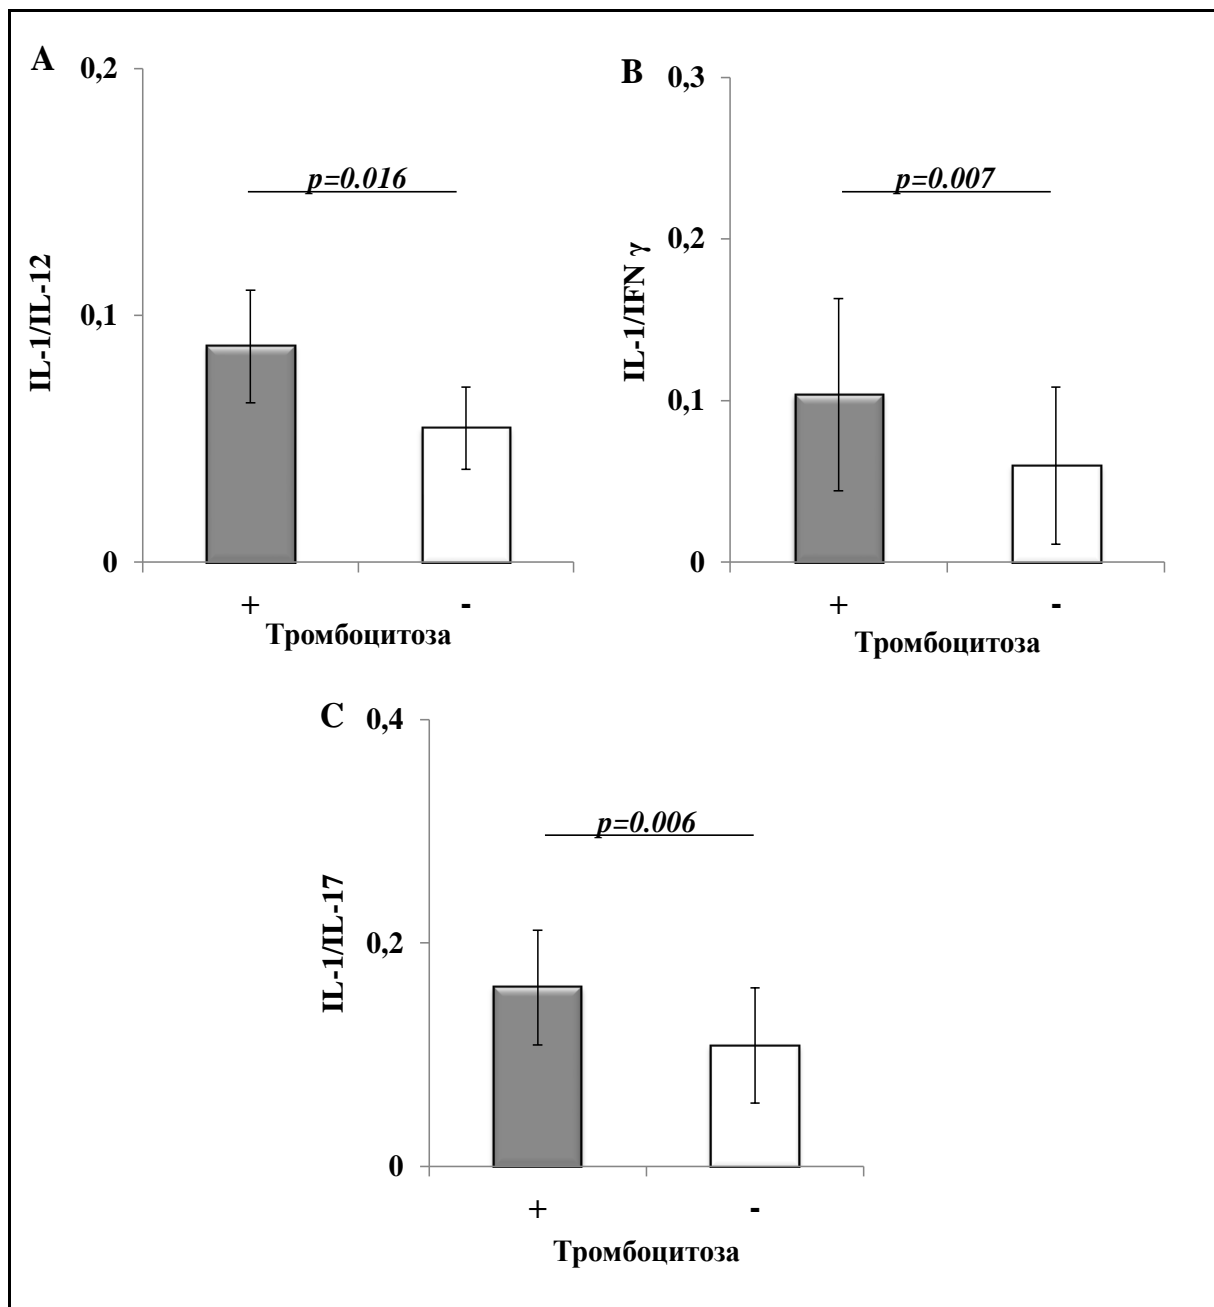 A
0,2
p=0.016
IL-1/IL-12
0,1
0
+
-
Тромбоцитоза
B
0,3
p=0.007
0,2
IL-1/IFN γ
0,1
0
+
-
Тромбоцитоза
C
0,4
p=0.006
IL-1/IL-17
0,2
0
+
-
Тромбоцитоза